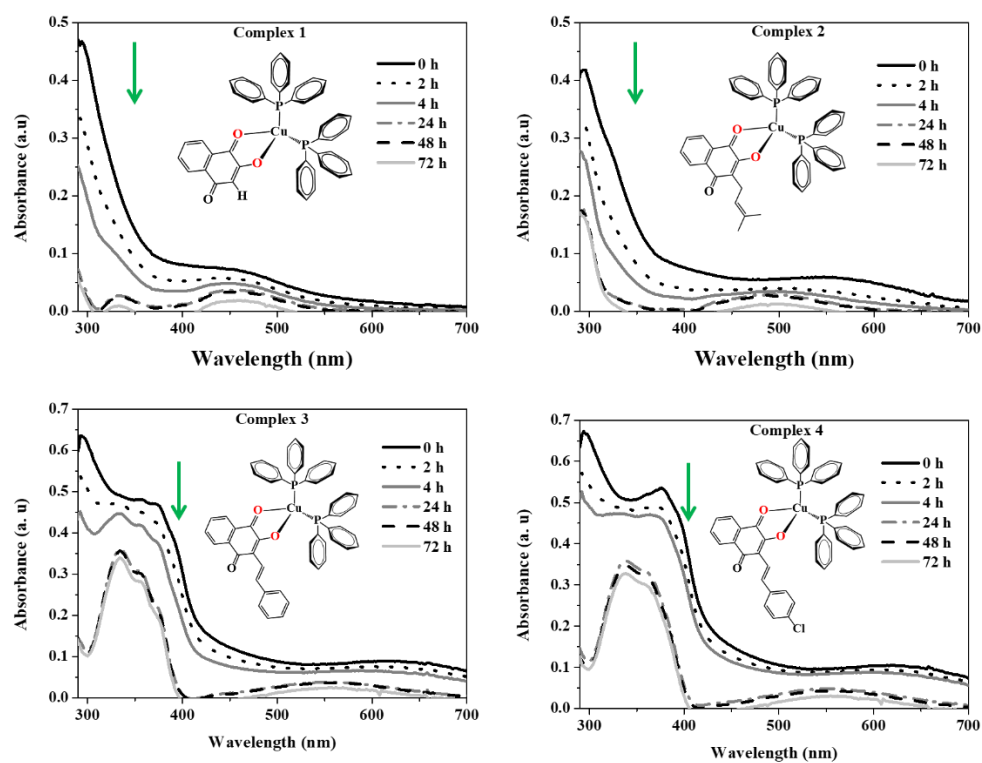 Complex 1
0.5
0.4
0.3
0.2
0.1
0.0
Absorbance (a.u)
0 h
2 h
4 h
24 h
48 h
72 h
P
Cu
P
O
O
O
H
300 400 500 600 700
Wavelength (nm)
Complex 2
0.5
0.4
0.3
0.2
0.1
0.0
Absorbance (a.u)
0 h
2 h
4 h
24 h
48 h
72 h
P
Cu
P
O
O
O
300 400 500 600 700
Wavelength (nm)
Complex 3
0.7
0.6
0.5
0.4
0.3
0.2
0.1
0.0
Absorbance (a. u)
0 h
2 h
4 h
24 h
48 h
72 h
P
Cu
P
O
O
O
300 400 500 600 700
Wavelength (nm)
Complex 4
0.7
0.6
0.5
0.4
0.3
0.2
0.1
0.0
Absorbance (a.u)
0 h
2 h
4 h
24 h
48 h
72 h
P
Cu
P
O
O
O
Cl
300 400 500 600 700
Wavelength (nm)